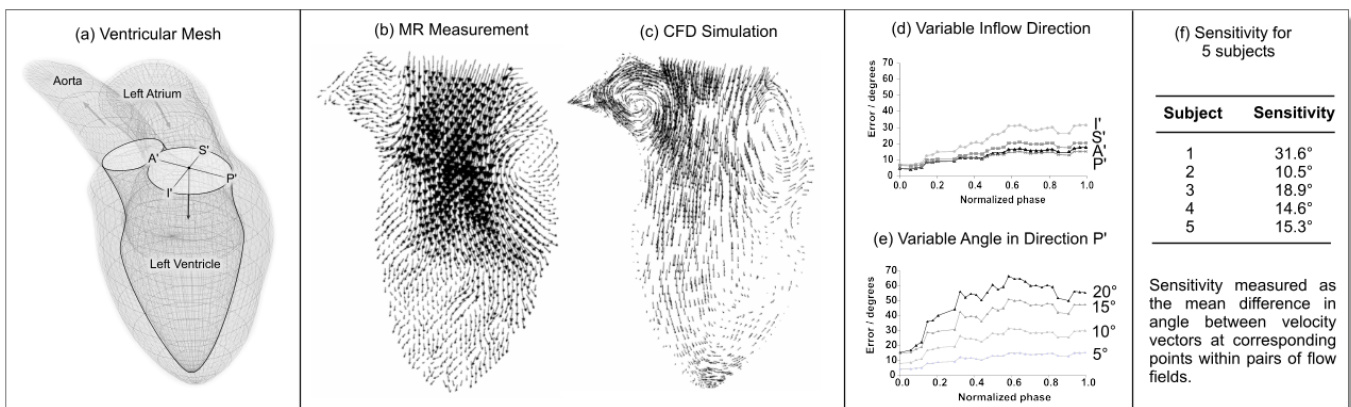 (a) Ventricular Mesh
Aorta
Left Atrium
S'
A'
P'
I'
Left Ventricle
(b) MR Measurement
(c) CFD Simulation
(d) Variable Inflow Direction
Error / degrees
70
60
50
40
30
20
10
0
I'
S'
A'
P'
0.0 0.2 0.4 0.6 0.8 1.0
Normalized phase
(e) Variable Angle in Direction P'
Error / degrees
70
60
50
40
30
20
10
0
20°
15°
10°
5°
0.0 0.2 0.4 0.6 0.8 1.0
Normalized phase
(f) Sensitivity for
5 subjects
Subject Sensitivity
1 31.6°
2 10.5°
3 18.9°
4 14.6°
5 15.3°
Sensitivity measured as
the mean difference in
angle between velocity
vectors at corresponding
points within pairs of flow
fields.